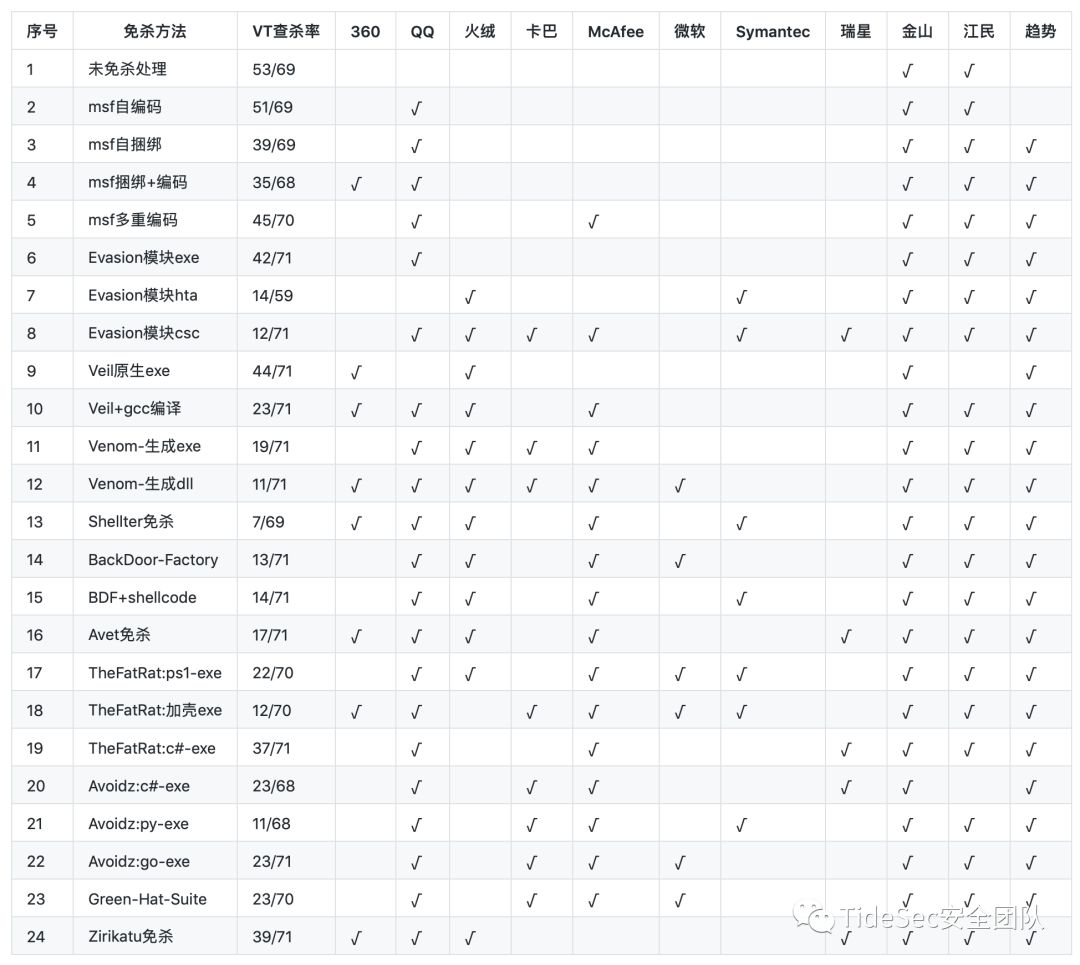 序号 免杀方法 VT查杀率 360 QQ 火绒 卡巴 McAfee 微软 Symantec 瑞星 金山 江民 趋势
1 未免杀处理 53/69 √ √
2 msf自编码 51/69 √ √ √
3 msf自捆绑 39/69 √ √ √ √
4 msf捆绑+编码 35/68 √ √ √ √ √
5 msf多重编码 45/70 √ √ √ √ √
6 Evasion模块exe 42/71 √ √ √ √
7 Evasion模块hta 14/59 √ √ √ √ √
8 Evasion模块csc 12/71 √ √ √ √ √ √ √ √ √
9 Veil原生exe 44/71 √ √ √ √
10 Veil+gcc编译 23/71 √ √ √ √ √ √ √
11 Venom-生成exe 19/71 √ √ √ √ √ √ √
12 Venom-生成dll 11/71 √ √ √ √ √ √ √ √ √
13 Shellter免杀 7/69 √ √ √ √ √ √ √ √
14 BackDoor-Factory 13/71 √ √ √ √ √ √ √
15 BDF+shellcode 14/71 √ √ √ √ √ √ √
16 Avet免杀 17/71 √ √ √ √ √ √ √ √
17 TheFatRat:ps1-exe 22/70 √ √ √ √ √ √ √ √
18 TheFatRat:加壳exe 12/70 √ √ √ √ √ √ √ √ √
19 TheFatRat:c#-exe 37/71 √ √ √ √ √ √
20 Avoidz:c#-exe 23/68 √ √ √ √ √ √
21 Avoidz:py-exe 11/68 √ √ √ √ √ √ √
22 Avoidz:go-exe 23/71 √ √ √ √ √ √ √
23 Green-Hat-Suite 23/70 √ √ √ √ √ √ √
24 Zirikatu免杀 39/71 √ √ √ √ √ √ √
TideSec安全团队